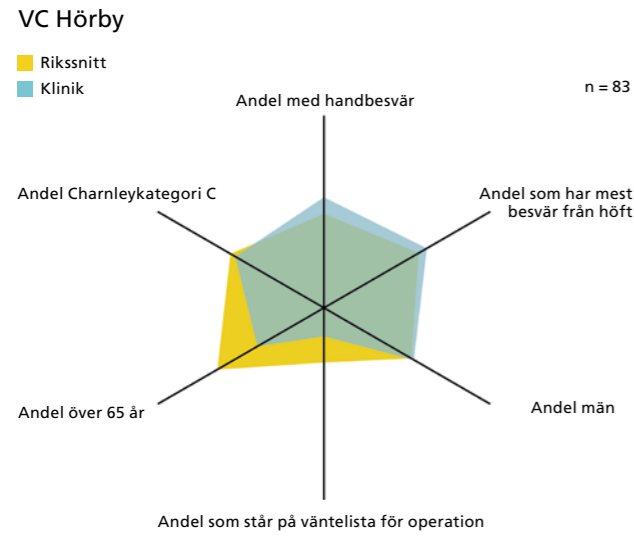 VC Hörby
Rikssnitt
Klinik
n = 83
Andel med handbesvär
Andel Charnleykategori C
Andel som har mest
besvär från höft
Andel över 65 år
Andel män
Andel som står på väntelista för operation